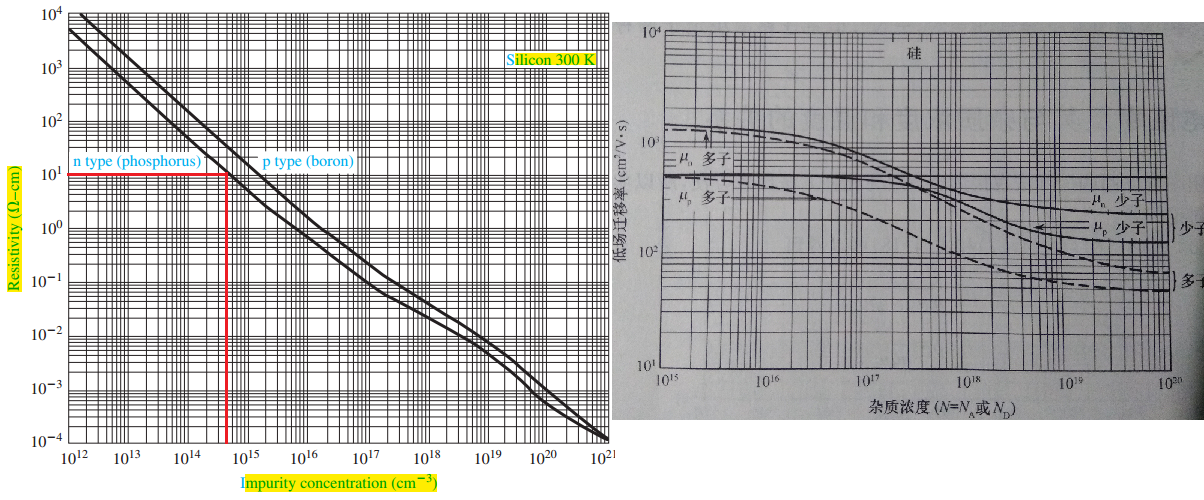 10⁴
10³
10²
10¹
10⁰
10⁻¹
10⁻²
10⁻³
10⁻⁴
Resistivity (Ω−cm)
Silicon 300 K
n type (phosphorus)
p type (boron)
10¹²
10¹³
10¹⁴
10¹⁵
10¹⁶
10¹⁷
10¹⁸
10¹⁹
10²⁰
10²¹
Impurity concentration (cm⁻³)
10⁴
10³
10²
10¹
低场迁移率 (cm²/V·s)
硅
μₙ 多子
μₚ 多子
μₙ 少子
μₚ 少子
少子
多子
10¹⁵
10¹⁶
10¹⁷
10¹⁸
10¹⁹
10²⁰
杂质浓度 (N=N_A或N_D)